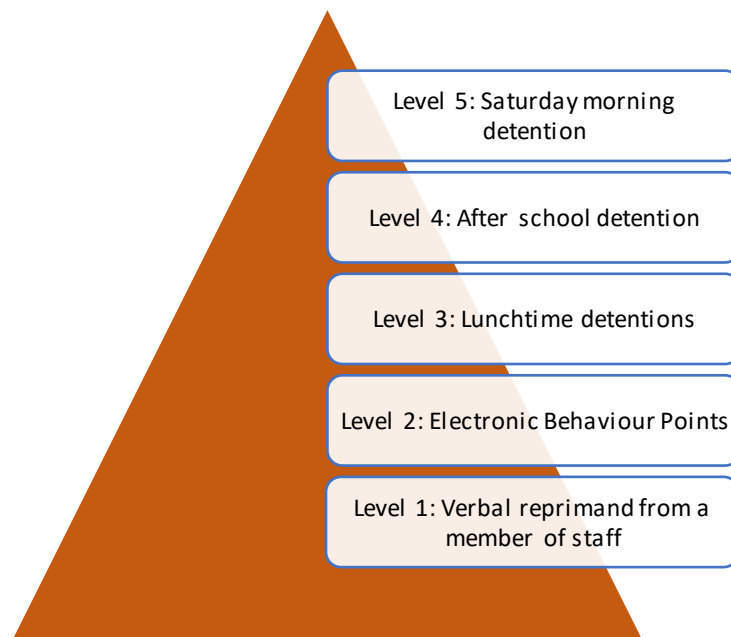 Level 5: Saturday morning
detention
Level 4: After school detention
Level 3: Lunchtime detentions
Level 2: Electronic Behaviour Points
Level 1: Verbal reprimand from a
member of staff